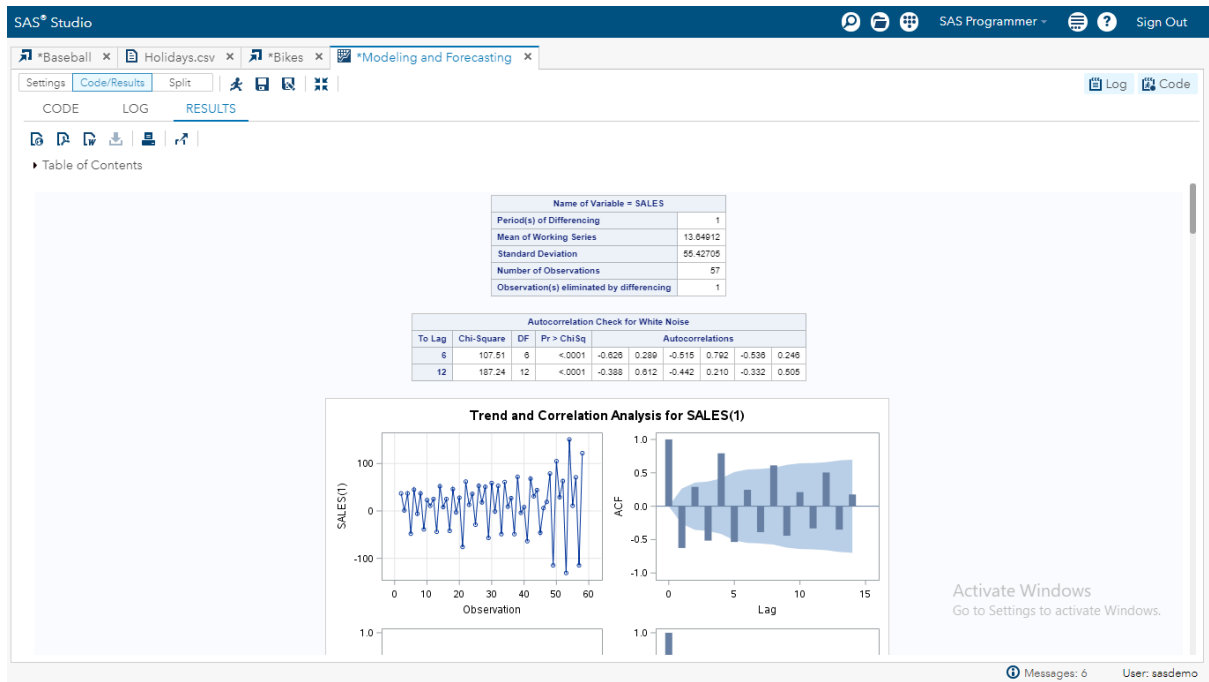 SAS® Studio SAS Programmer Sign Out
*Baseball × Holidays.csv × *Bikes × *Modeling and Forecasting ×
Settings Code/Results Split Log Code
CODE LOG RESULTS
Table of Contents
Name of Variable = SALES
Period(s) of Differencing 1
Mean of Working Series 13.64912
Standard Deviation 55.42705
Number of Observations 57
Observation(s) eliminated by differencing 1
Autocorrelation Check for White Noise
To Lag Chi-Square DF Pr > ChiSq Autocorrelations
6 107.51 6 <.0001 -0.626 0.289 -0.515 0.792 -0.536 0.246
12 187.24 12 <.0001 -0.388 0.612 -0.442 0.210 -0.332 0.505
Trend and Correlation Analysis for SALES(1)
SALES(1)
100
0
-100
0 10 20 30 40 50 60
Observation
ACF
1.0
0.5
0.0
-0.5
-1.0
0 5 10 15
Lag
1.0 1.0
Activate Windows
Go to Settings to activate Windows.
Messages: 6 User: sasdemo